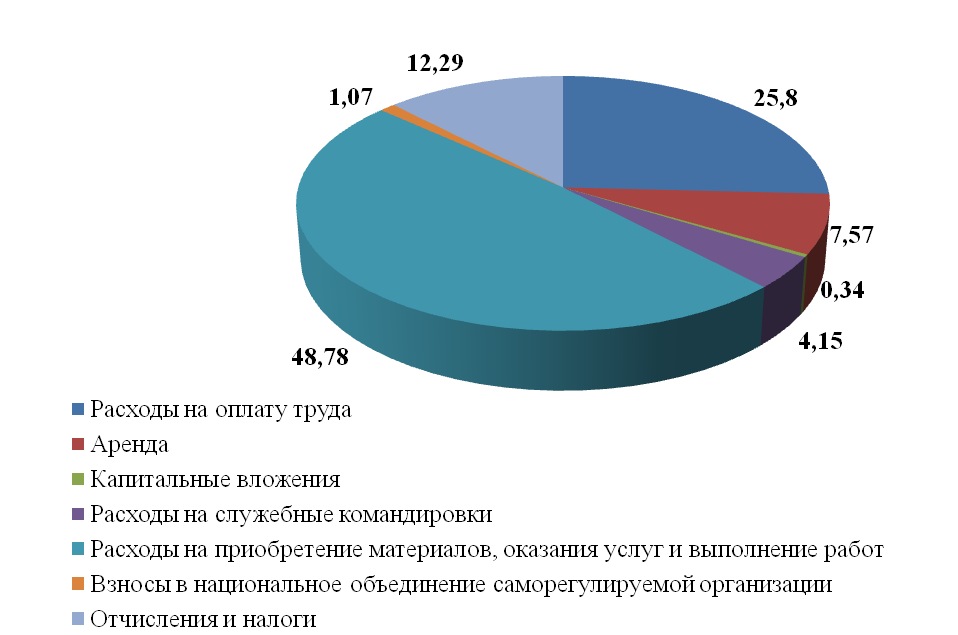 12,29
1,07
25,8
7,57
0,34
4,15
48,78
Расходы на оплату труда
Аренда
Капитальные вложения
Расходы на служебные командировки
Расходы на приобретение материалов, оказания услуг и выполнение работ
Взносы в национальное объединение саморегулируемой организации
Отчисления и налоги